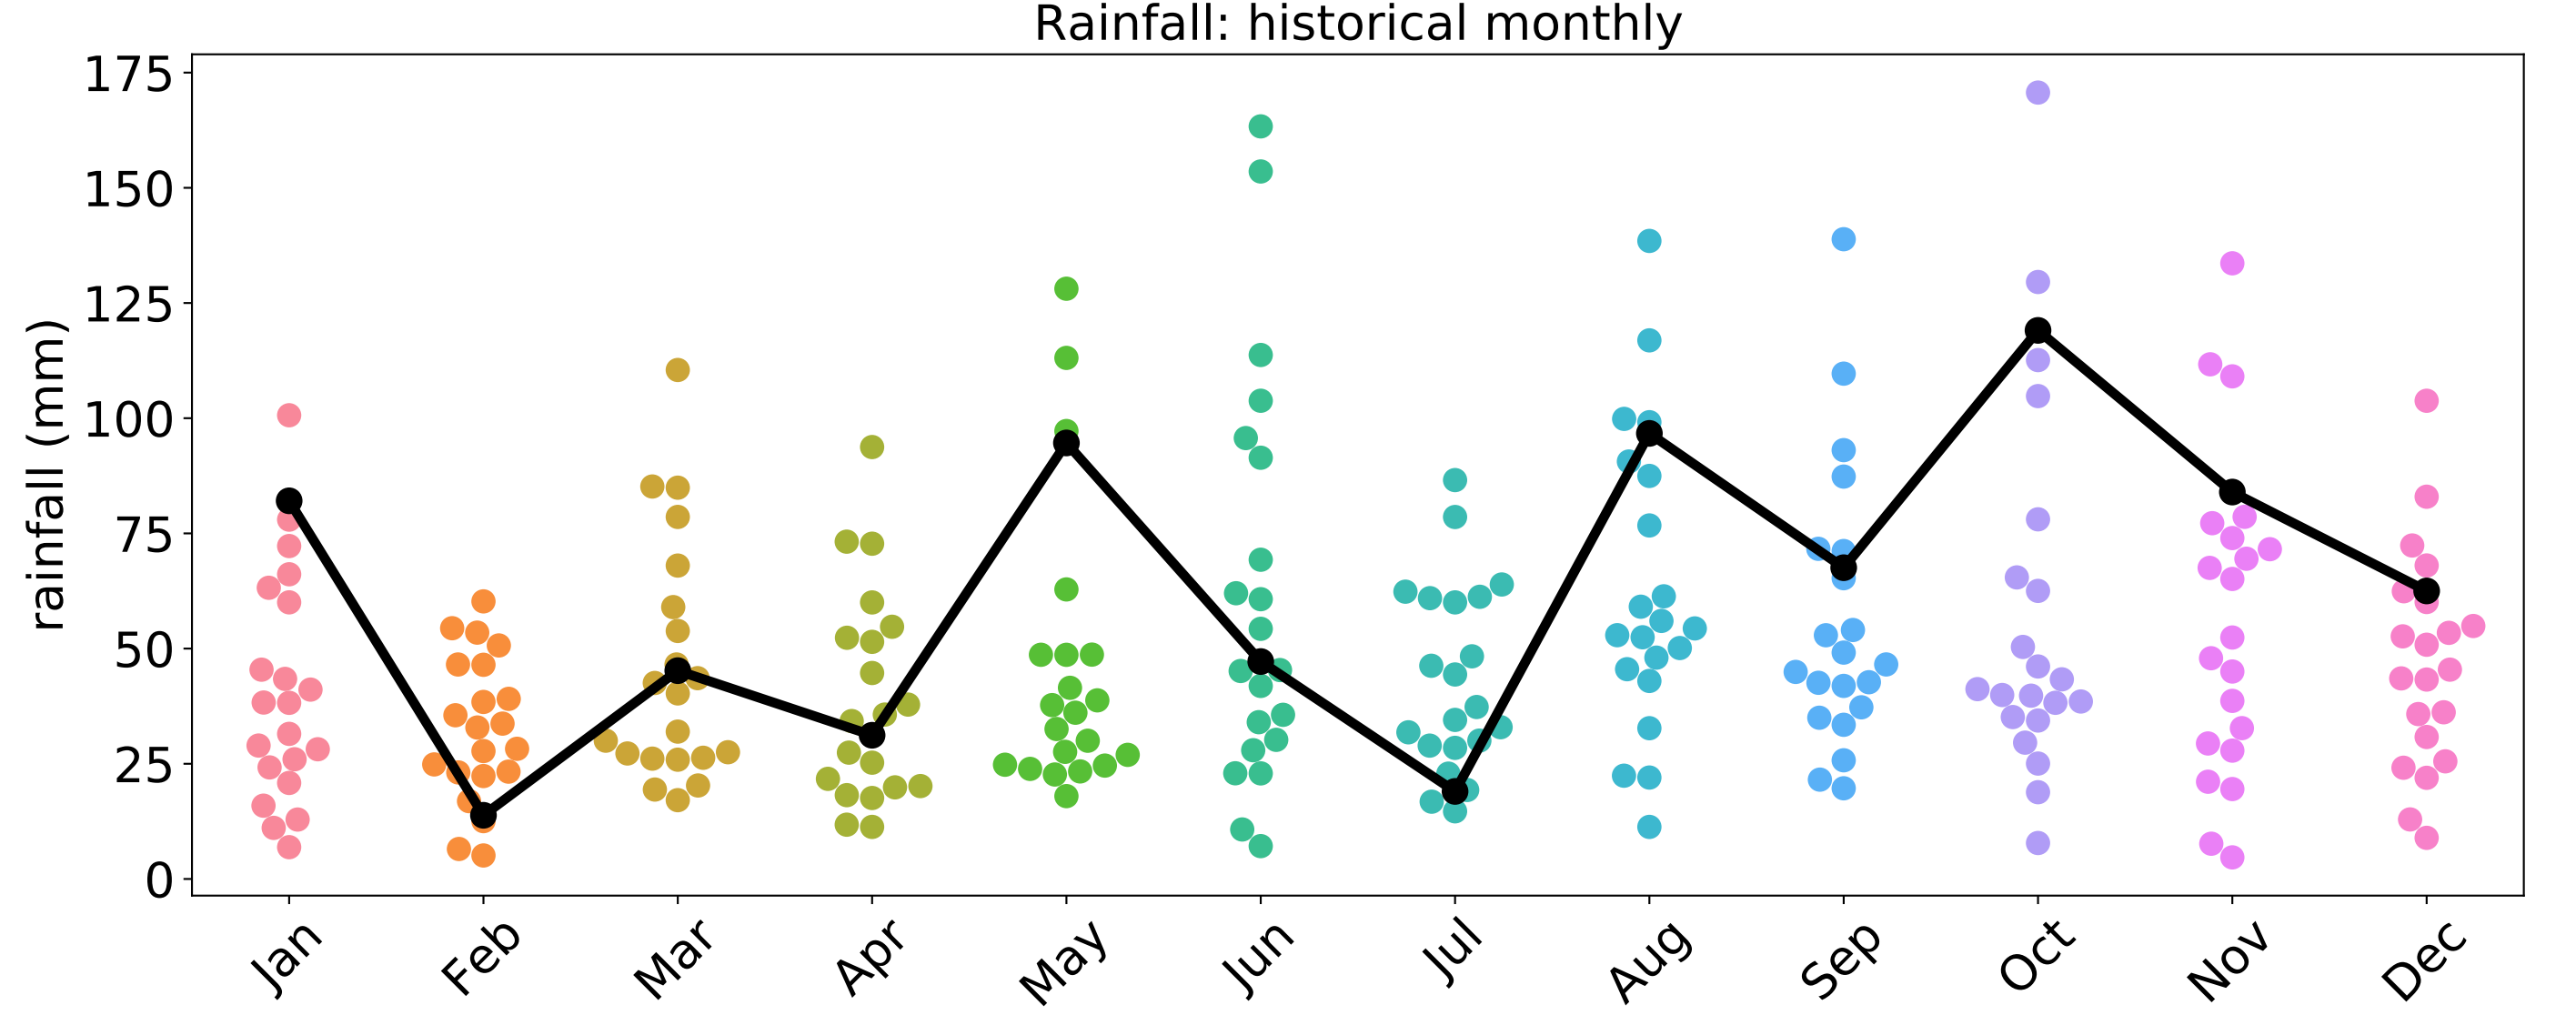 Rainfall: historical monthly
rainfall (mm)
175
150
125
100
75
50
25
0
Jan
Feb
Mar
Apr
May
Jun
Jul
Aug
Sep
Oct
Nov
Dec